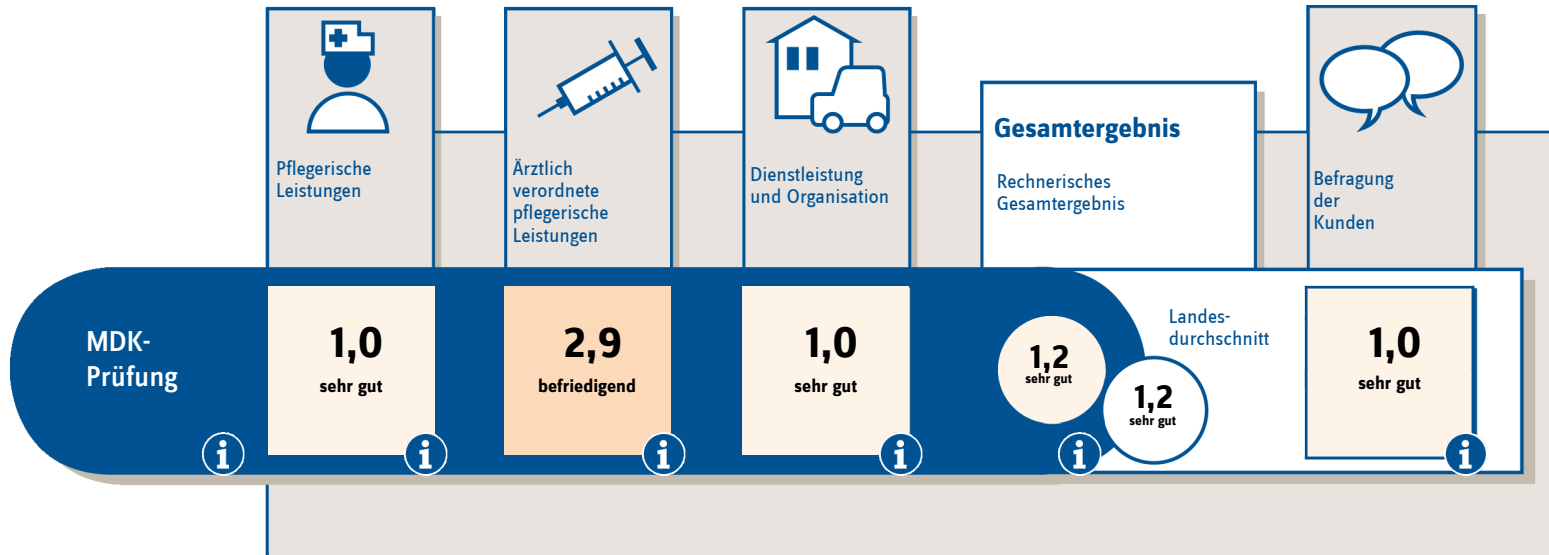 Pflegerische
Leistungen
Ärztlich
verordnete
pflegerische
Leistungen
Dienstleistung
und Organisation
Gesamtergebnis
Rechnerisches
Gesamtergebnis
Befragung
der
Kunden
MDK-
Prüfung
1,0
sehr gut
2,9
befriedigend
1,0
sehr gut
1,2
sehr gut
Landes-
durchschnitt
1,2
sehr gut
1,0
sehr gut
i
i
i
i
i
i